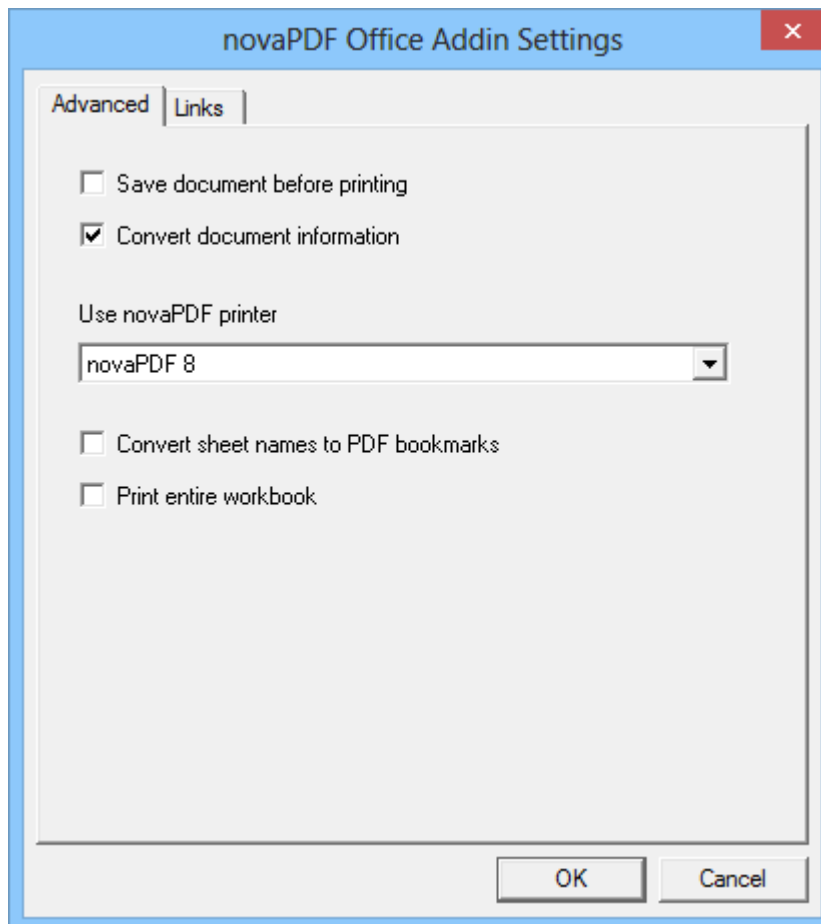 novaPDF Office Addin Settings
Advanced
Links
Save document before printing
Convert document information
Use novaPDF printer
novaPDF 8
Convert sheet names to PDF bookmarks
Print entire workbook
OK
Cancel